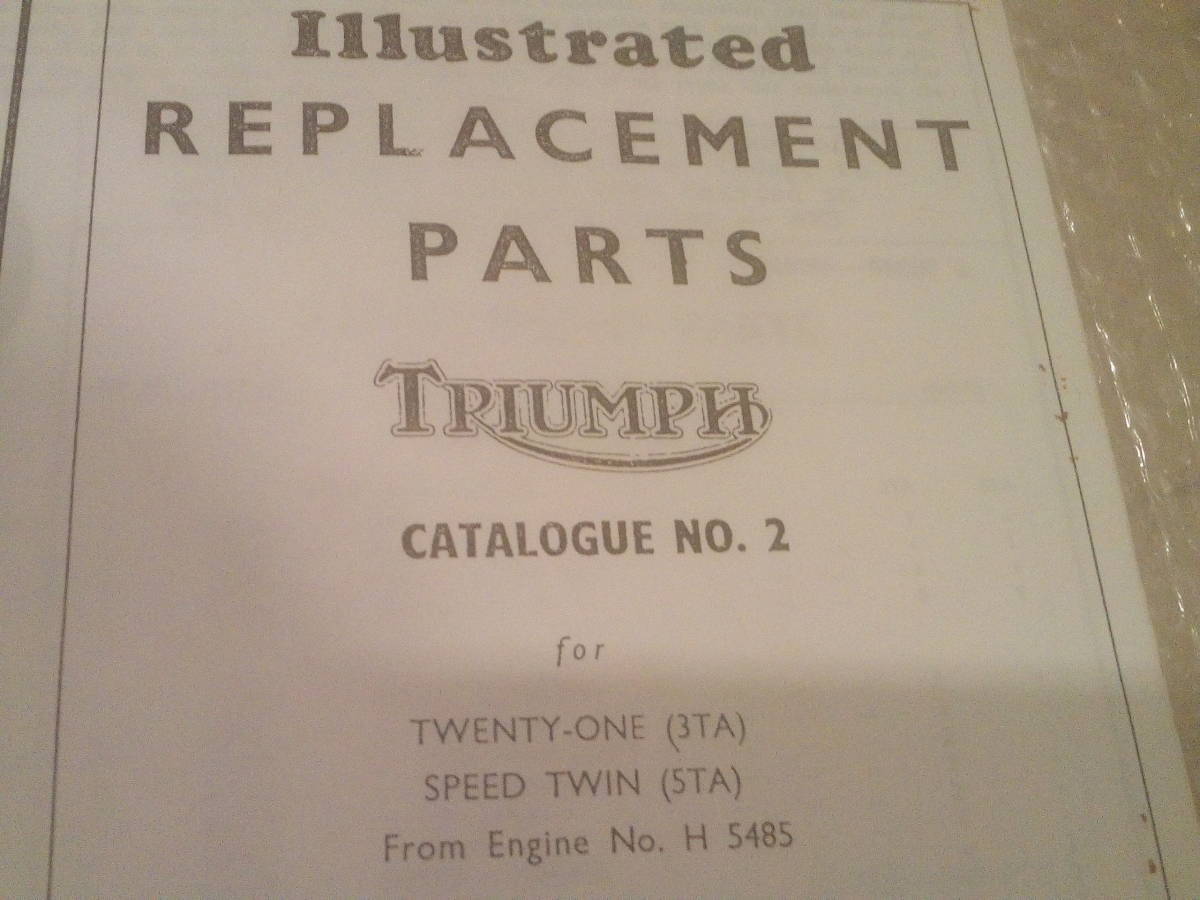 Illustrated
REPLACEMENT
PARTS
TRIUMPH
CATALOGUE NO. 2
for
TWENTY-ONE (3TA)
SPEED TWIN (5TA)
From Engine No. H 5485